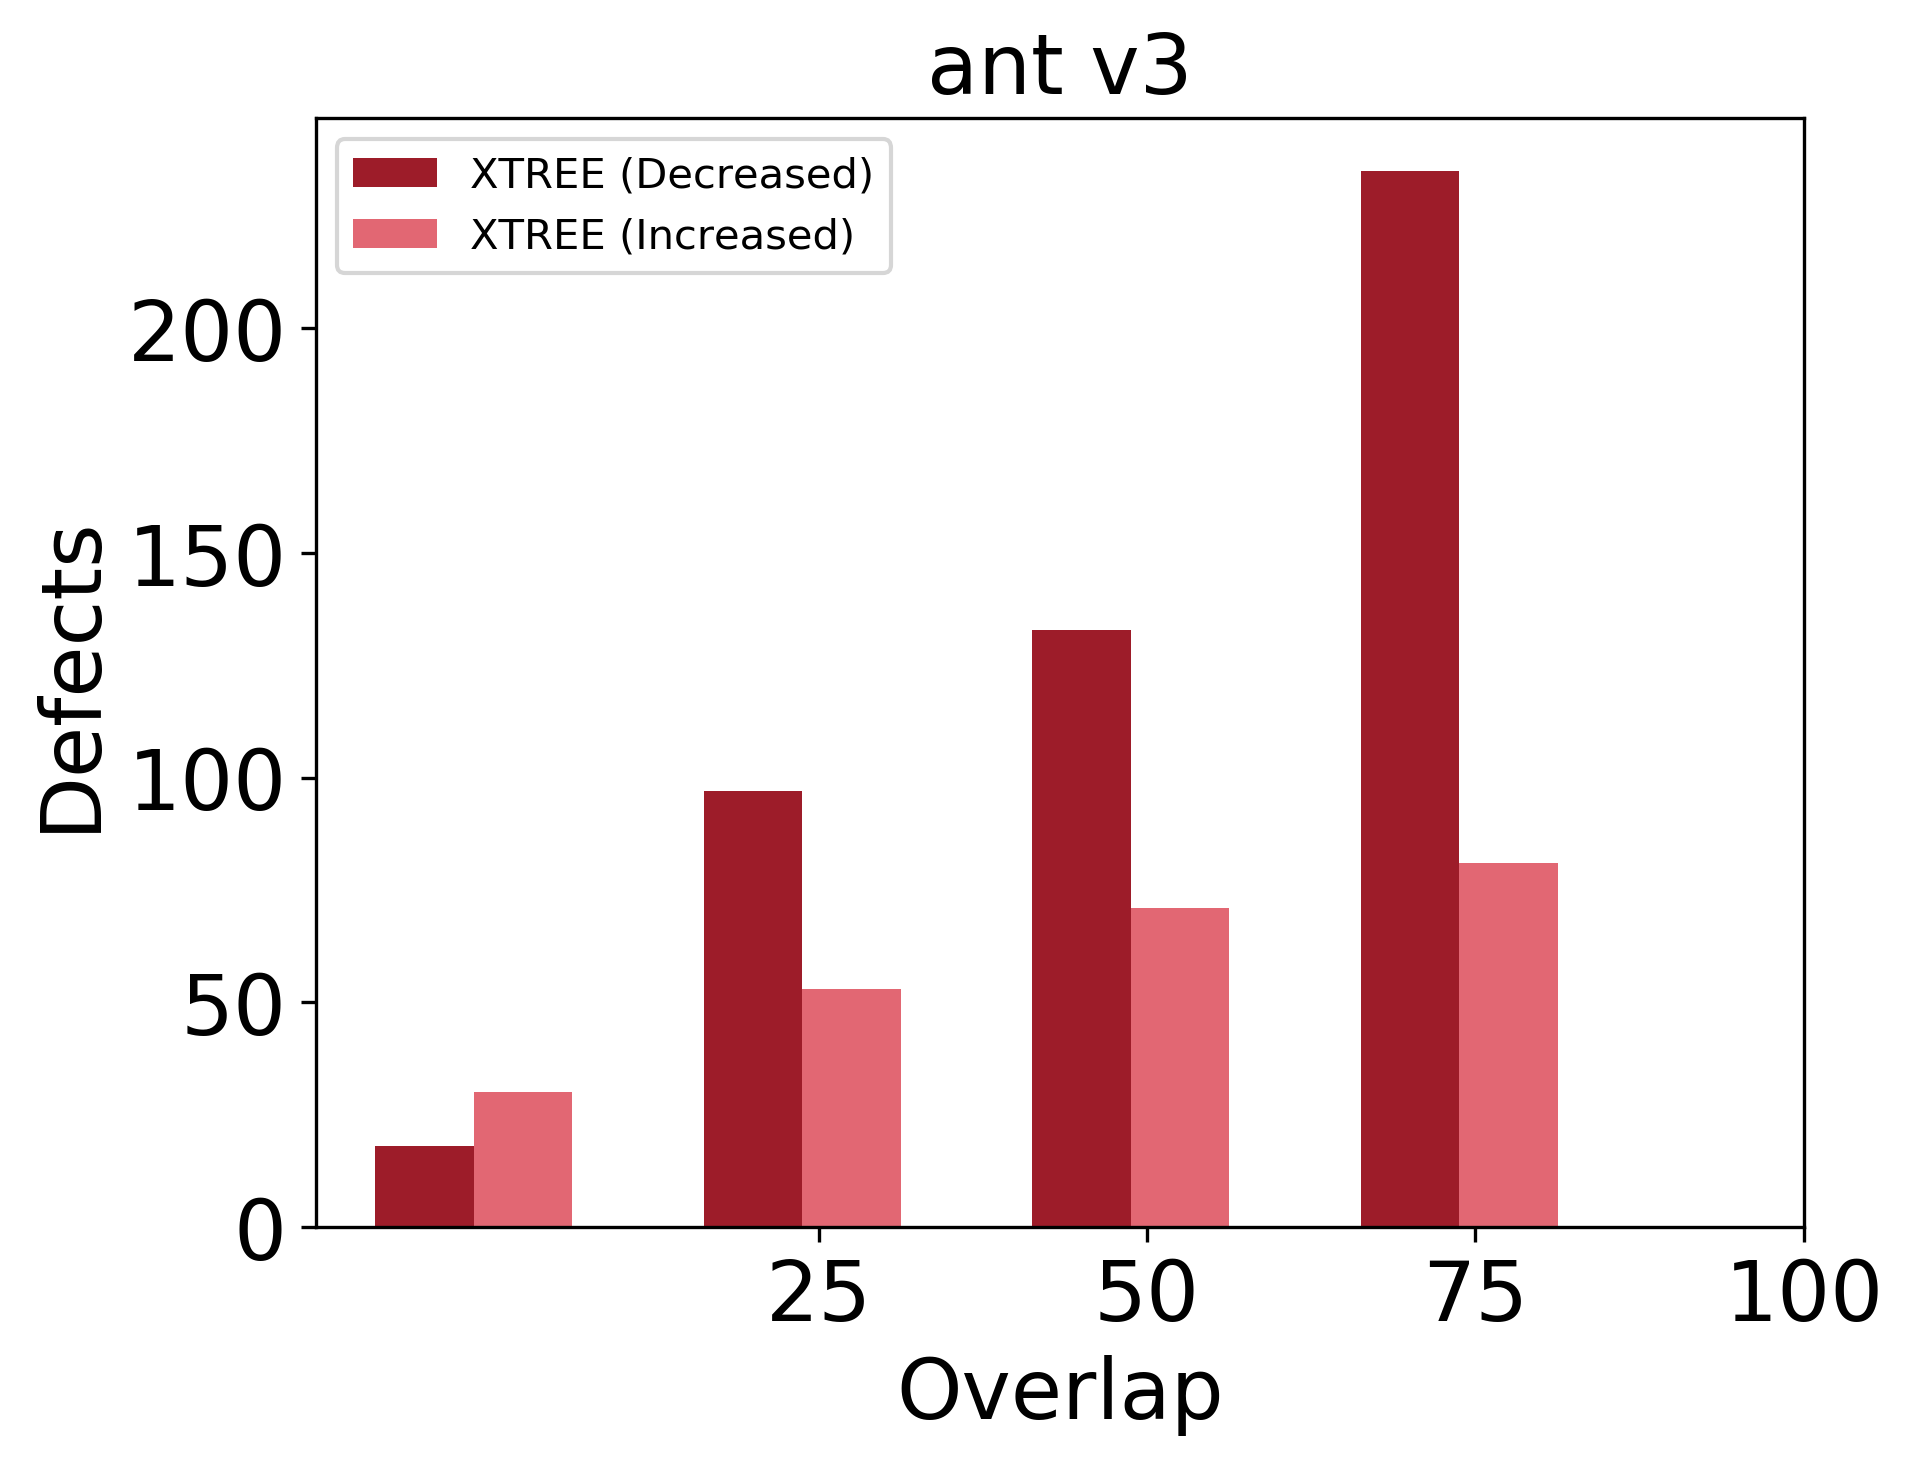 ant v3
XTREE (Decreased)
XTREE (Increased)
200
150
100
50
0
Defects
25 50 75 100
Overlap